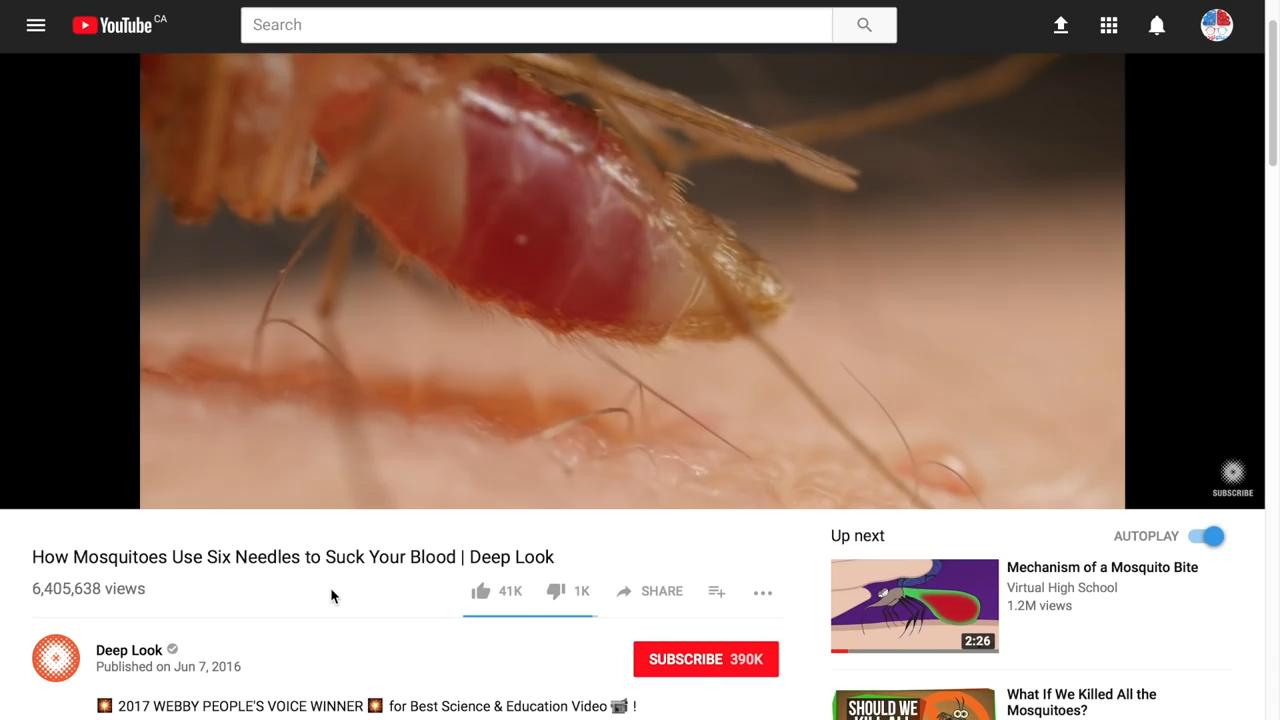 YouTube CA
Search
SUBSCRIBE
How Mosquitoes Use Six Needles to Suck Your Blood | Deep Look
6,405,638 views
41K
1K
SHARE
Deep Look
Published on Jun 7, 2016
SUBSCRIBE 390K
2017 WEBBY PEOPLE'S VOICE WINNER for Best Science & Education Video !
Up next
AUTOPLAY
Mechanism of a Mosquito Bite
Virtual High School
1.2M views
2:26
What If We Killed All the
Mosquitoes?
SHOULD WE